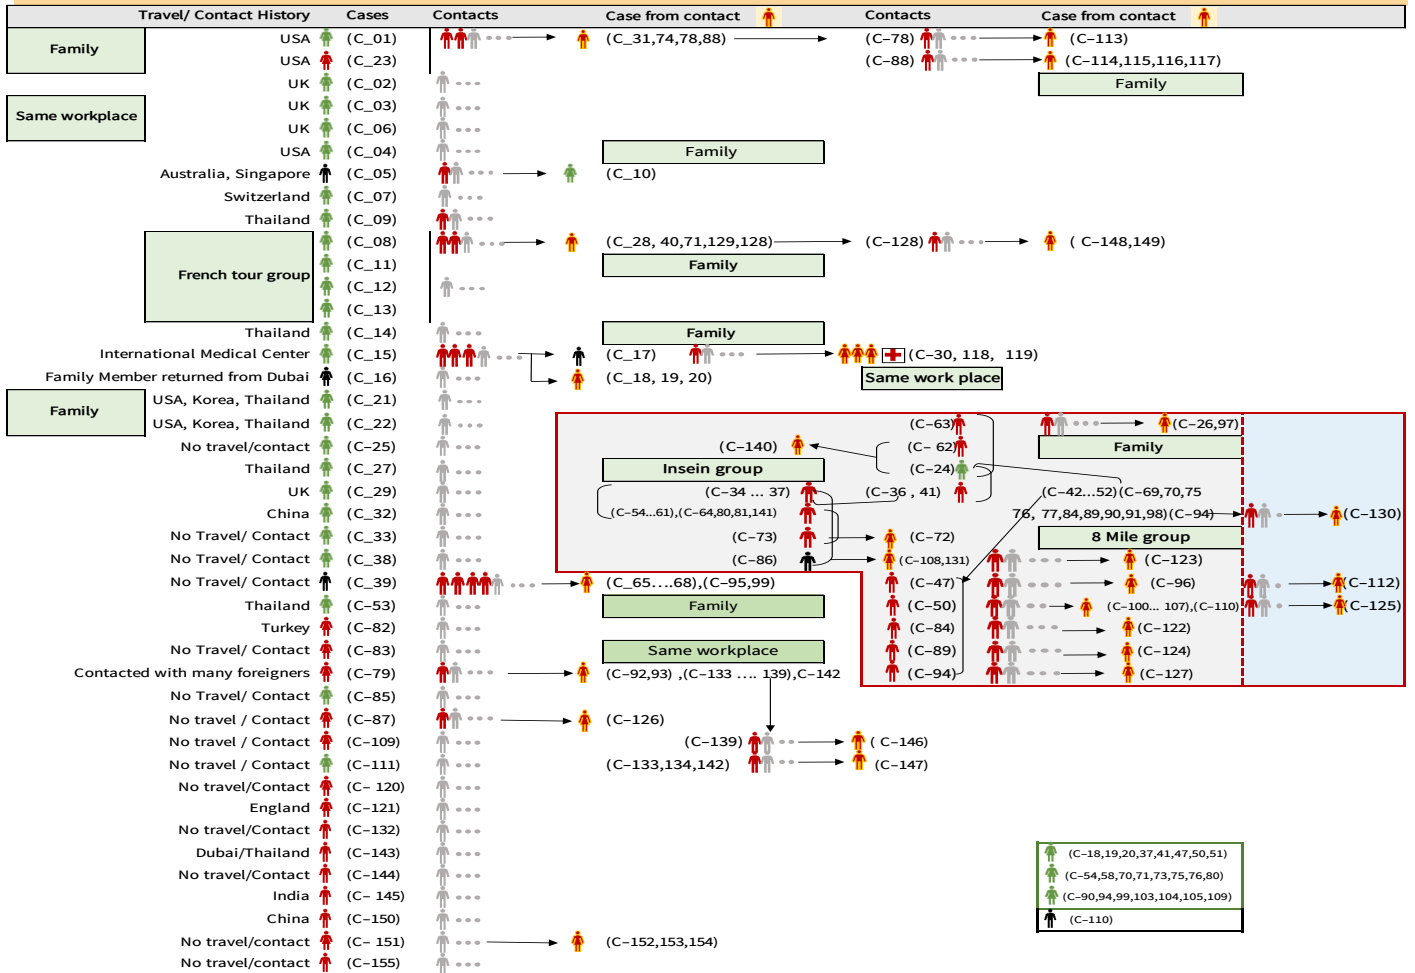 Travel/ Contact History Cases Contacts Case from contact Contacts Case from contact
Family USA (C_01) (C_31,74,78,88) (C–78) (C–113)
USA (C_23) (C–88) (C–114,115,116,117)
UK (C_02) Family
Same workplace UK (C_03)
UK (C_06)
USA (C_04) Family
Australia, Singapore (C_05) (C_10)
Switzerland (C_07)
Thailand (C_09)
(C_08) (C_28, 40,71,129,128) (C–128) ( C–148,149)
French tour group (C_11) Family
(C_12)
(C_13)
Thailand (C_14) Family
International Medical Center (C_15) (C_17) (C–30, 118, 119)
Family Member returned from Dubai (C_16) (C_18, 19, 20) Same work place
Family USA, Korea, Thailand (C_21)
USA, Korea, Thailand (C_22) (C–63) (C–26,97)
No travel/contact (C–25) (C–140) (C– 62) Family
Thailand (C_27) Insein group (C–24)
UK (C_29) (C–34 ... 37) (C–36 , 41) (C–42...52)(C–69,70,75
China (C_32) (C–54...61),(C–64,80,81,141) 76, 77,84,89,90,91,98)(C–94) (C–130)
No Travel/ Contact (C_33) (C–73) (C–72) 8 Mile group
No Travel/ Contact (C_38) (C–86) (C–108,131) (C–123)
No Travel/ Contact (C_39) (C_65....68),(C–95,99) (C–47) (C–96) (C–112)
Thailand (C–53) Family (C–50) (C–100... 107),(C–110) (C–125)
Turkey (C–82) (C–84) (C–122)
No Travel/ Contact (C–83) Same workplace (C–89) (C–124)
Contacted with many foreigners (C–79) (C–92,93) ,(C–133 .... 139),C–142 (C–94) (C–127)
No Travel/ Contact (C–85)
No travel / Contact (C–87) (C–126)
No travel / Contact (C–109) (C–139) ( C–146)
No travel / Contact (C–111) (C–133,134,142) (C–147)
No travel/Contact (C– 120)
England (C–121)
No travel/Contact (C–132)
Dubai/Thailand (C–143) (C–18,19,20,37,41,47,50,51)
No travel/Contact (C–144) (C–54,58,70,71,73,75,76,80)
India (C– 145) (C–90,94,99,103,104,105,109)
China (C–150) (C–110)
No travel/contact (C– 151) (C–152,153,154)
No travel/contact (C–155)